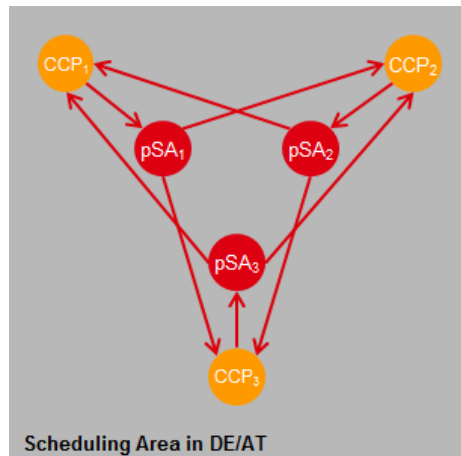 CCP₁
CCP₂
pSA₁
pSA₂
pSA₃
CCP₃
Scheduling Area in DE/AT